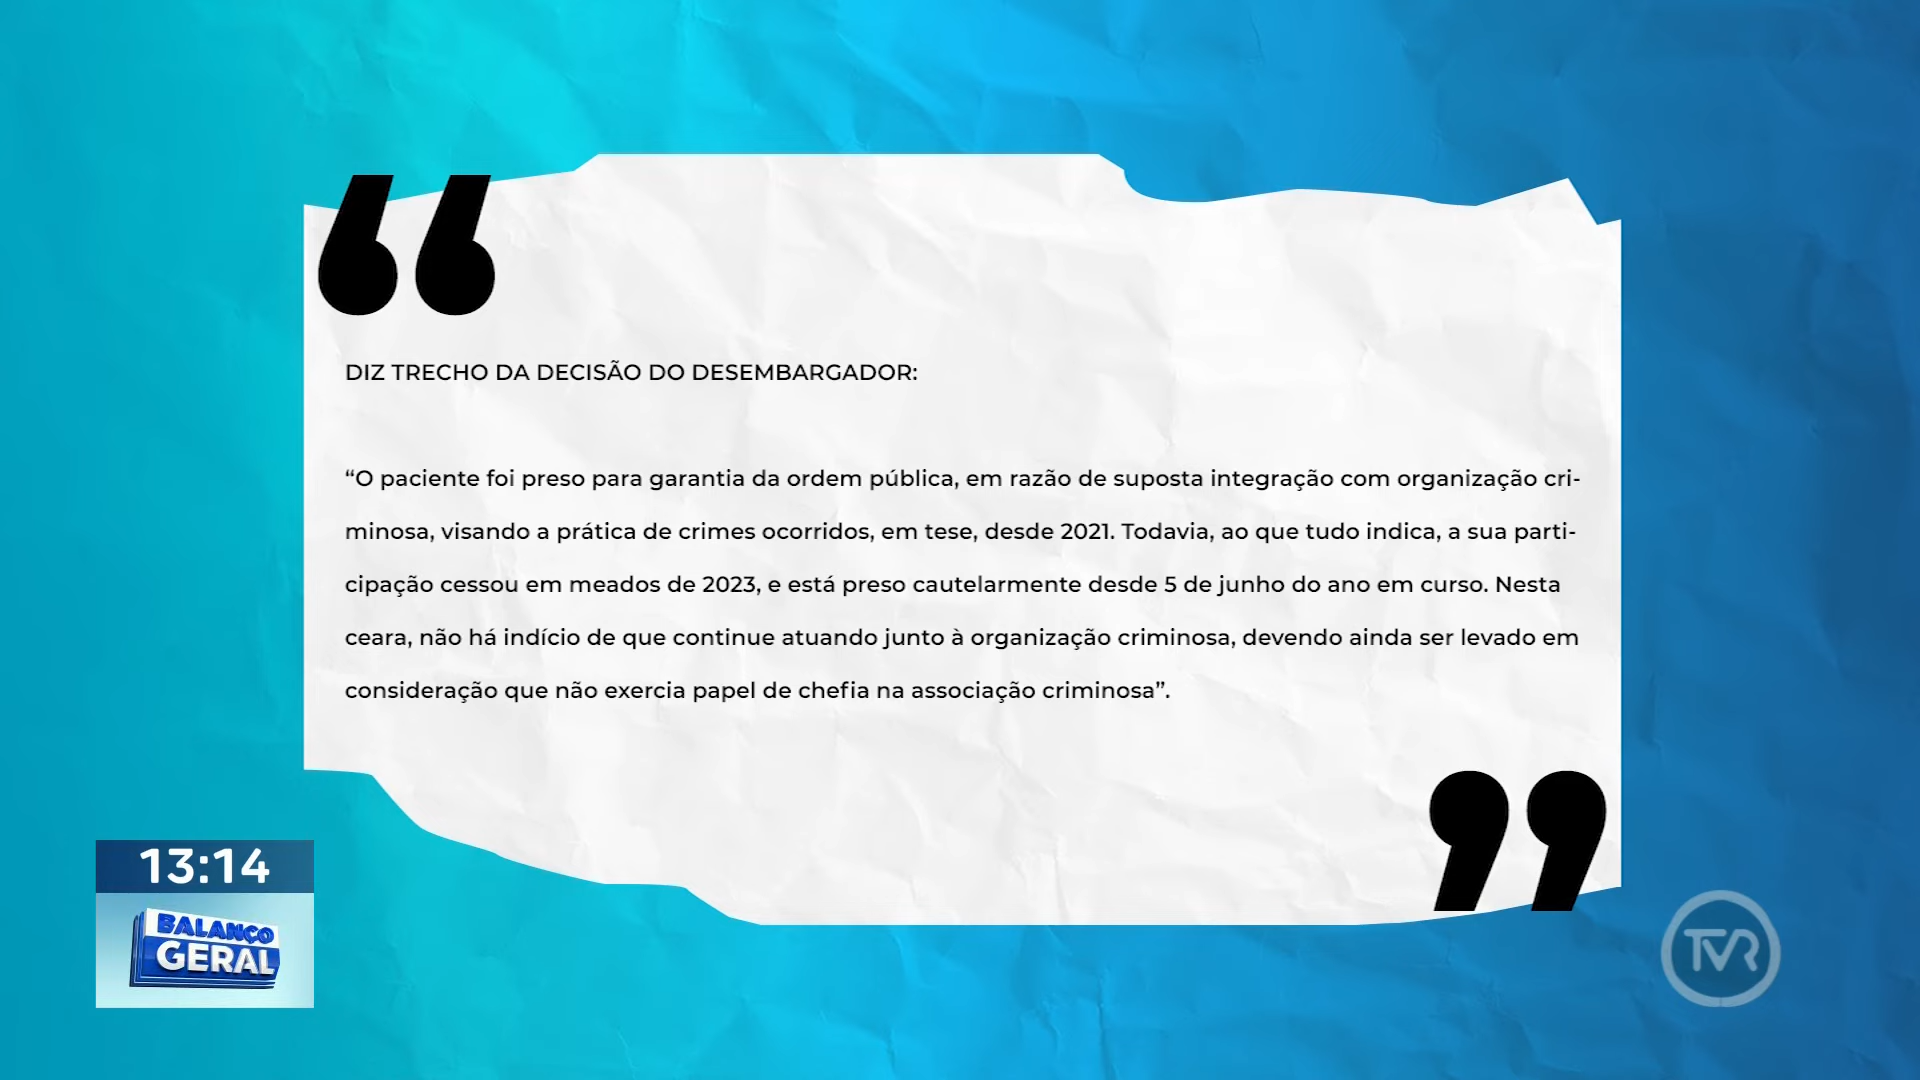 DIZ TRECHO DA DECISÃO DO DESEMBARGADOR:
“O paciente foi preso para garantia da ordem pública, em razão de suposta integração com organização cri-
minosa, visando a prática de crimes ocorridos, em tese, desde 2021. Todavia, ao que tudo indica, a sua parti-
cipação cessou em meados de 2023, e está preso cautelarmente desde 5 de junho do ano em curso. Nesta
ceara, não há indício de que continue atuando junto à organização criminosa, devendo ainda ser levado em
consideração que não exercia papel de chefia na associação criminosa”.
13:14
BALANÇO
GERAL
TVR